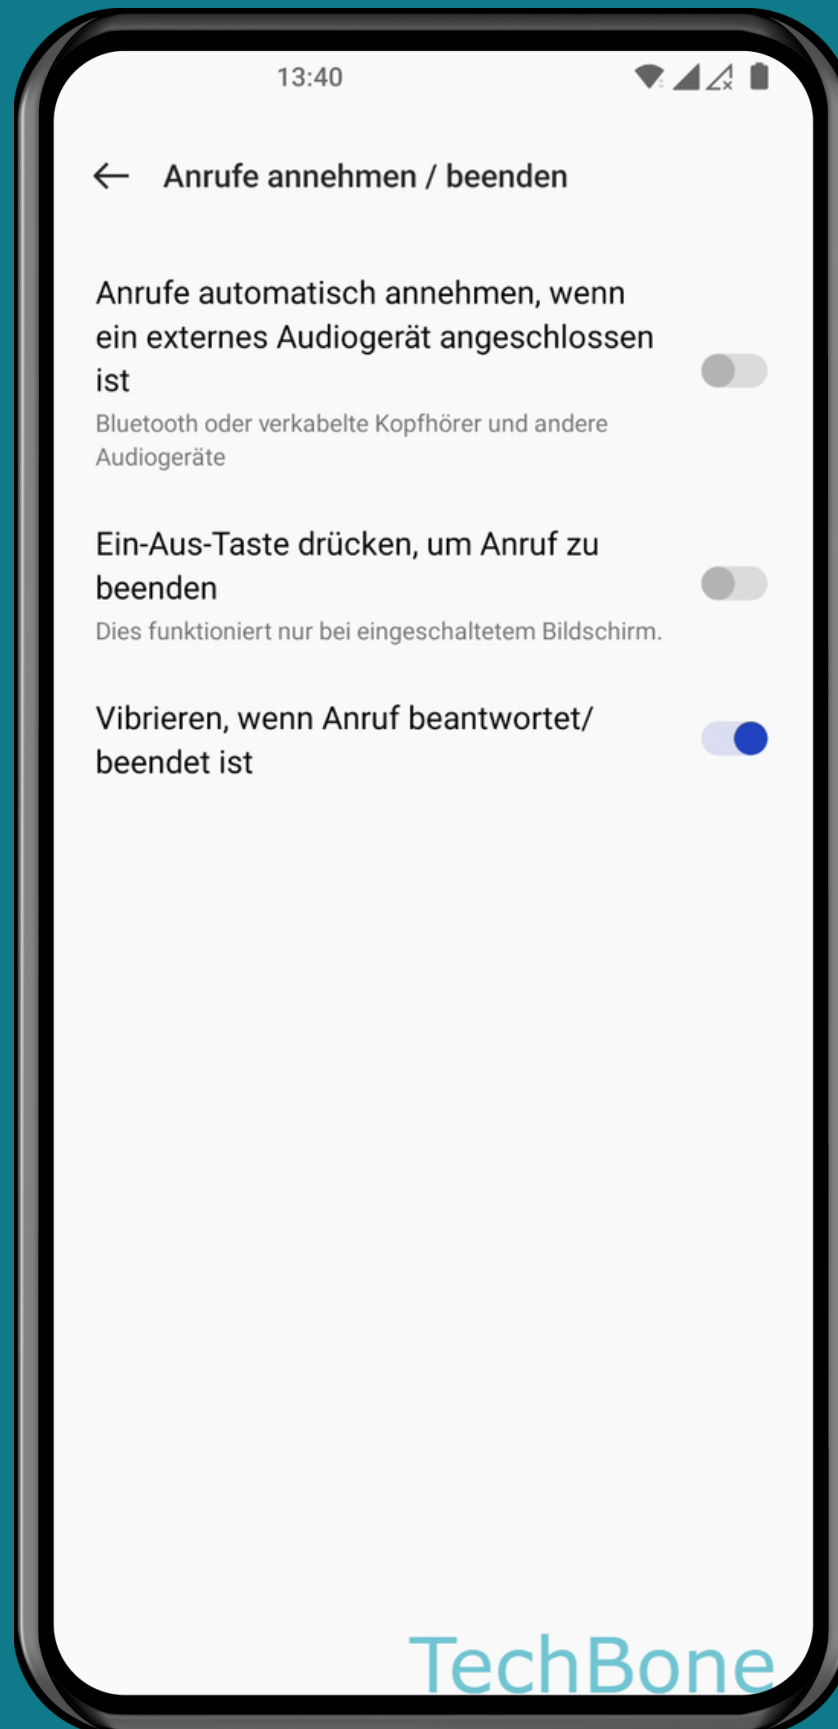 13:40
Anrufe annehmen / beenden
Anrufe automatisch annehmen, wenn
ein externes Audiogerät angeschlossen
ist
Bluetooth oder verkabelte Kopfhörer und andere
Audiogeräte
Ein-Aus-Taste drücken, um Anruf zu
beenden
Dies funktioniert nur bei eingeschaltetem Bildschirm.
Vibrieren, wenn Anruf beantwortet/
beendet ist
TechBone